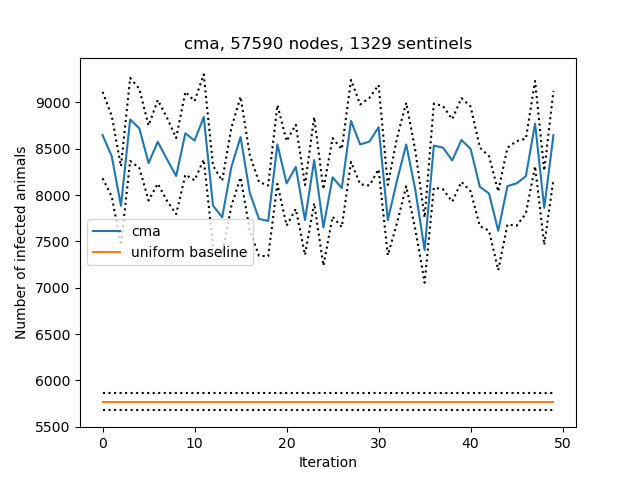 cma, 57590 nodes, 1329 sentinels
Number of infected animals
9000
8500
8000
7500
7000
6500
6000
5500
cma
uniform baseline
0
10
20
30
40
50
Iteration